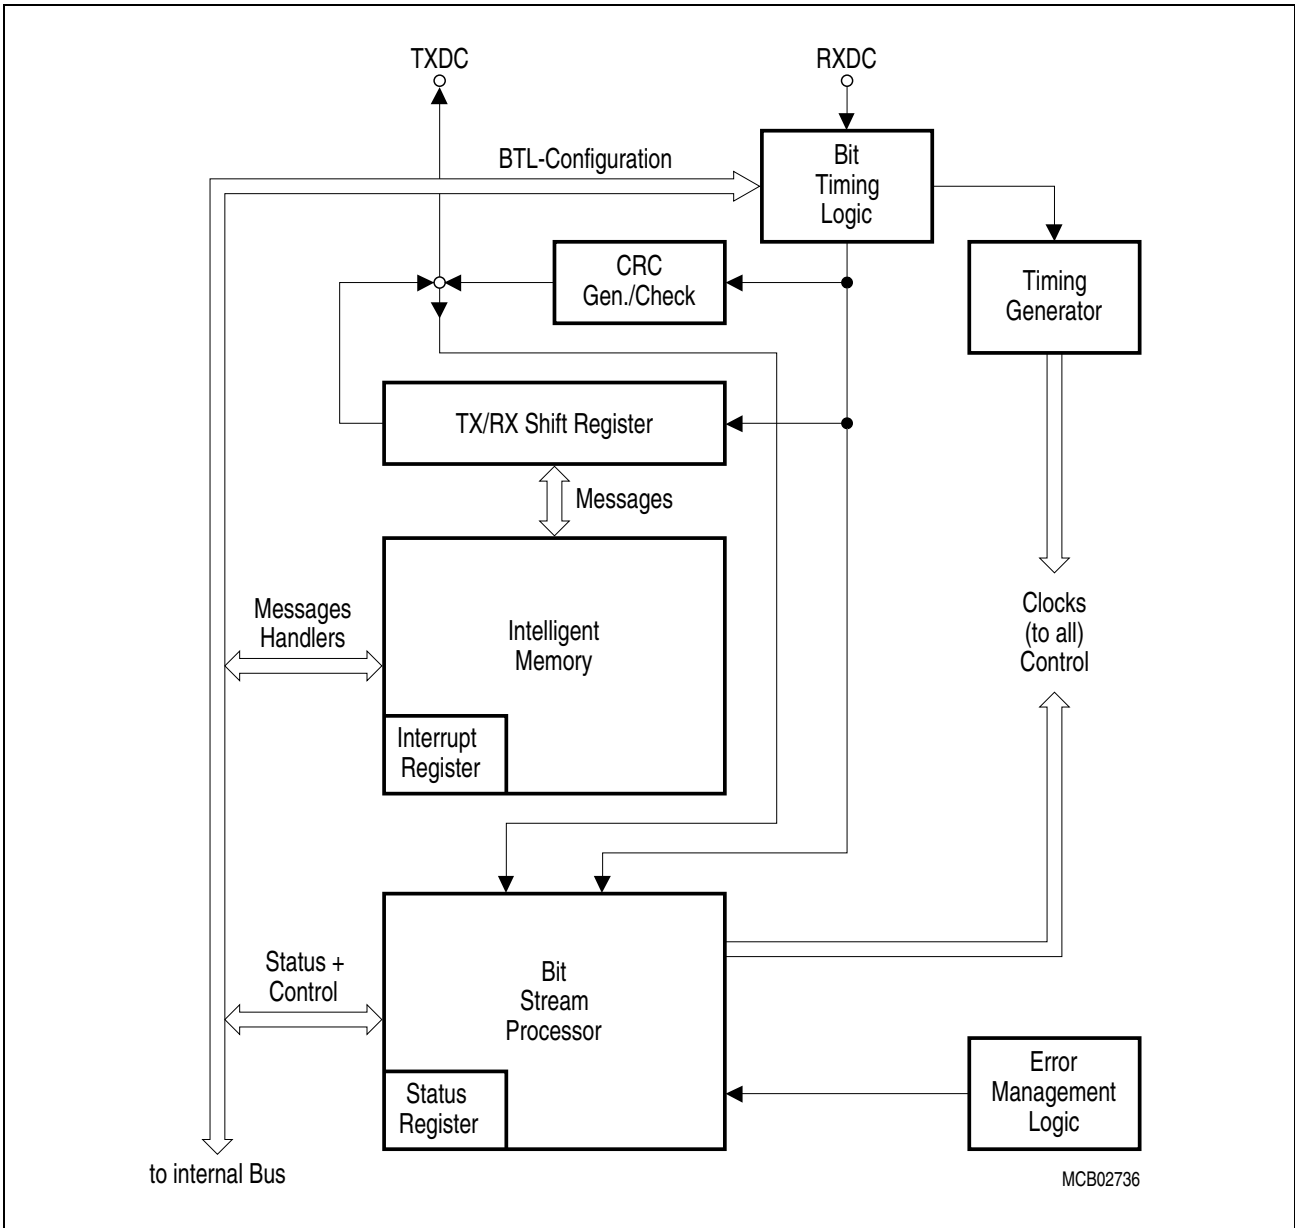 TXDC
RXDC
BTL-Configuration
Bit
Timing
Logic
CRC
Gen./Check
Timing
Generator
TX/RX Shift Register
Messages
Messages
Handlers
Intelligent
Memory
Clocks
(to all)
Control
Interrupt
Register
Status +
Control
Bit
Stream
Processor
Status
Register
Error
Management
Logic
to internal Bus
MCB02736